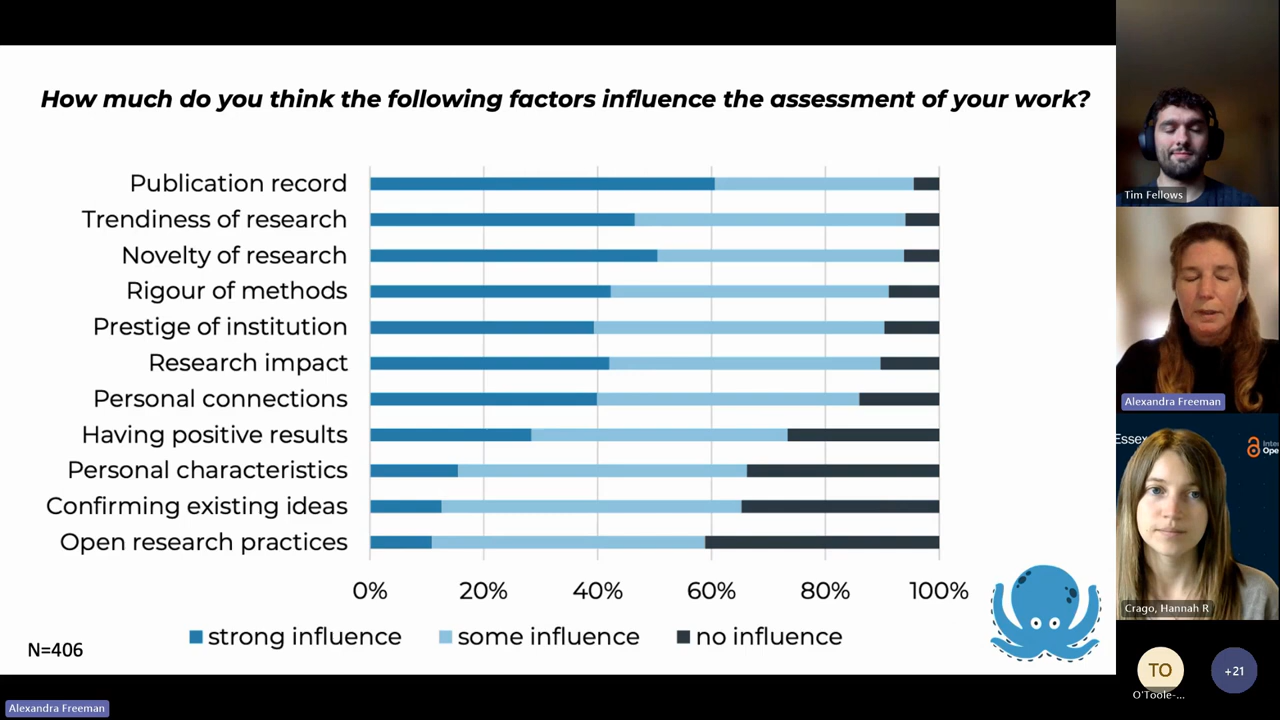 How much do you think the following factors influence the assessment of your work?
Publication record
Trendiness of research
Novelty of research
Rigour of methods
Prestige of institution
Research impact
Personal connections
Having positive results
Personal characteristics
Confirming existing ideas
Open research practices
0% 20% 40% 60% 80% 100%
strong influence some influence no influence
N=406
Alexandra Freeman
Tim Fellows
Alexandra Freeman
Essex
Ope
Crago, Hannah R
TO
+21
O'Toole-...